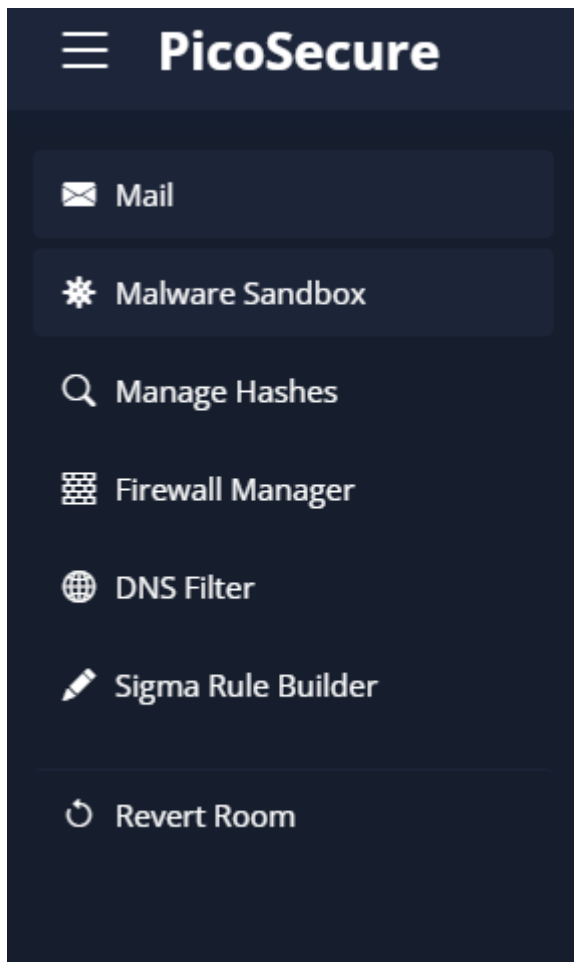 PicoSecure
Mail
Malware Sandbox
Manage Hashes
Firewall Manager
DNS Filter
Sigma Rule Builder
Revert Room